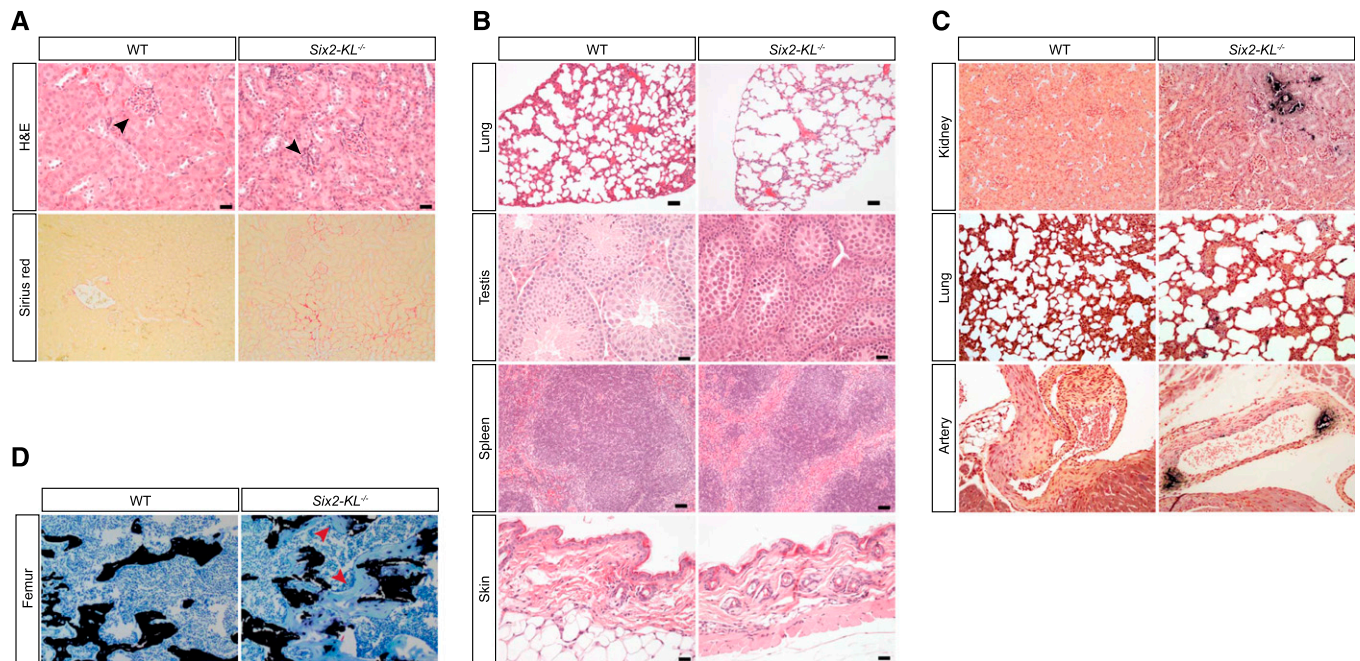 A
WT
Six2-KL-/-
H&E
Sirius red
B
WT
Six2-KL-/-
Lung
Testis
Spleen
Skin
C
WT
Six2-KL-/-
Kidney
Lung
Artery
D
WT
Six2-KL-/-
Femur